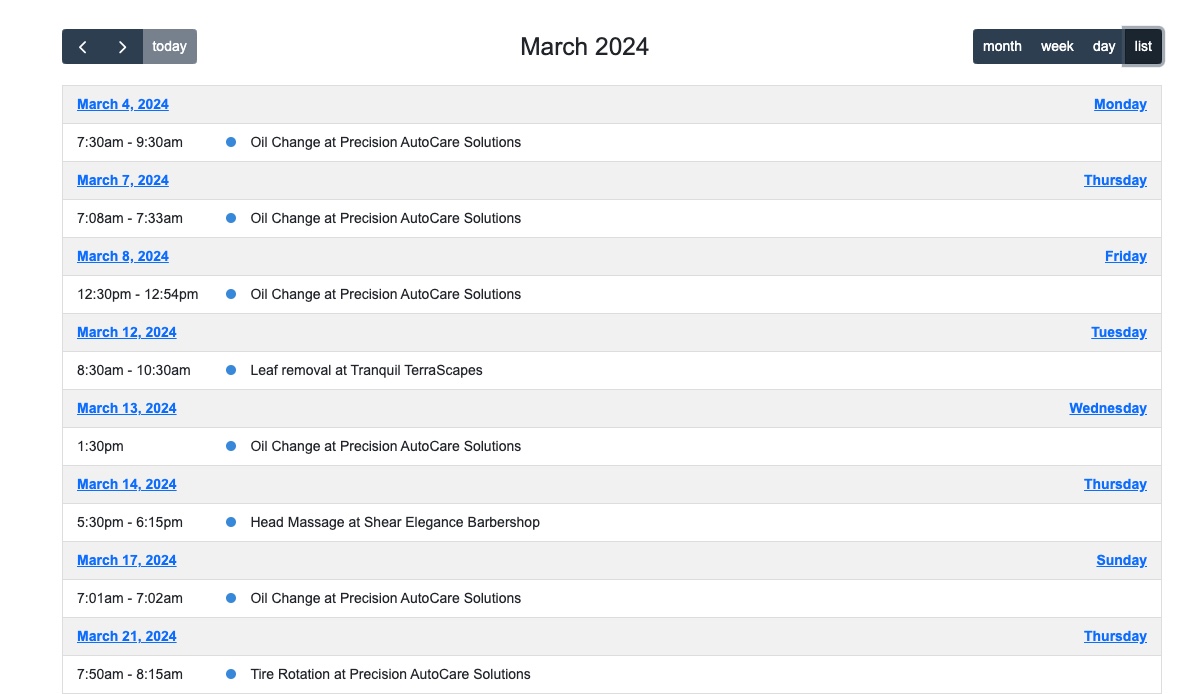 today March 2024 month week day list
March 4, 2024 Monday
7:30am - 9:30am Oil Change at Precision AutoCare Solutions
March 7, 2024 Thursday
7:08am - 7:33am Oil Change at Precision AutoCare Solutions
March 8, 2024 Friday
12:30pm - 12:54pm Oil Change at Precision AutoCare Solutions
March 12, 2024 Tuesday
8:30am - 10:30am Leaf removal at Tranquil TerraScapes
March 13, 2024 Wednesday
1:30pm Oil Change at Precision AutoCare Solutions
March 14, 2024 Thursday
5:30pm - 6:15pm Head Massage at Shear Elegance Barbershop
March 17, 2024 Sunday
7:01am - 7:02am Oil Change at Precision AutoCare Solutions
March 21, 2024 Thursday
7:50am - 8:15am Tire Rotation at Precision AutoCare Solutions